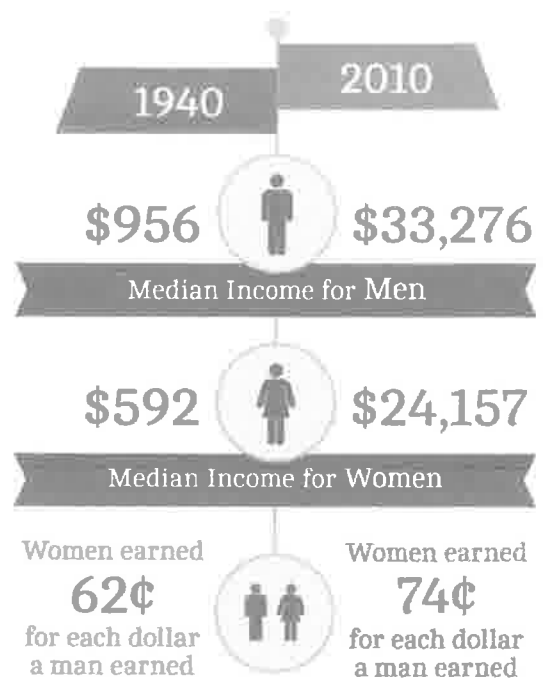 1940
2010
$956
$33,276
Median Income for Men
$592
$24,157
Median Income for Women
Women earned
62¢
for each dollar
a man earned
Women earned
74¢
for each dollar
a man earned